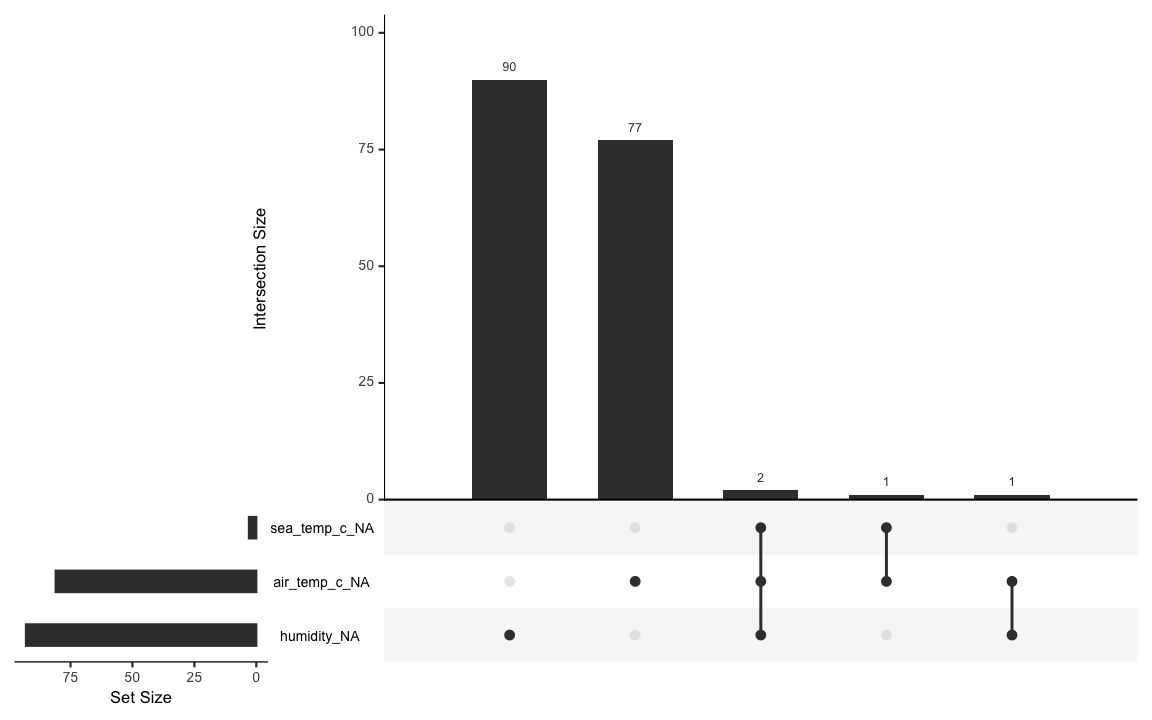 100
90
77
75
Intersection Size
50
25
2
1
1
0
sea_temp_c_NA
air_temp_c_NA
humidity_NA
75 50 25 0
Set Size